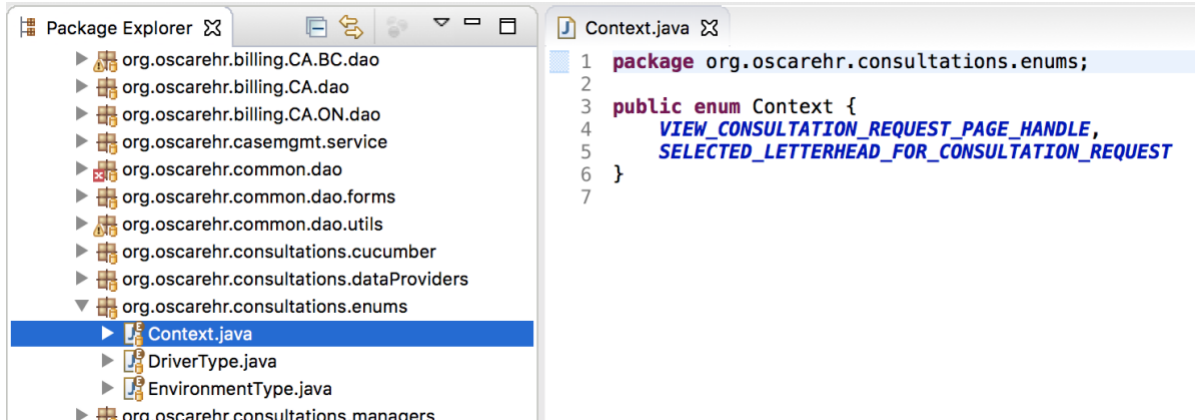 Package Explorer
org.oscarehr.billing.CA.BC.dao
org.oscarehr.billing.CA.dao
org.oscarehr.billing.CA.ON.dao
org.oscarehr.casemgmt.service
org.oscarehr.common.dao
org.oscarehr.common.dao.forms
org.oscarehr.common.dao.utils
org.oscarehr.consultations.cucumber
org.oscarehr.consultations.dataProviders
org.oscarehr.consultations.enums
Context.java
DriverType.java
EnvironmentType.java
org.oscarehr.consultations.managers
Context.java
1 package org.oscarehr.consultations.enums;
2
3 public enum Context {
4 VIEW_CONSULTATION_REQUEST_PAGE_HANDLE,
5 SELECTED_LETTERHEAD_FOR_CONSULTATION_REQUEST
6 }
7